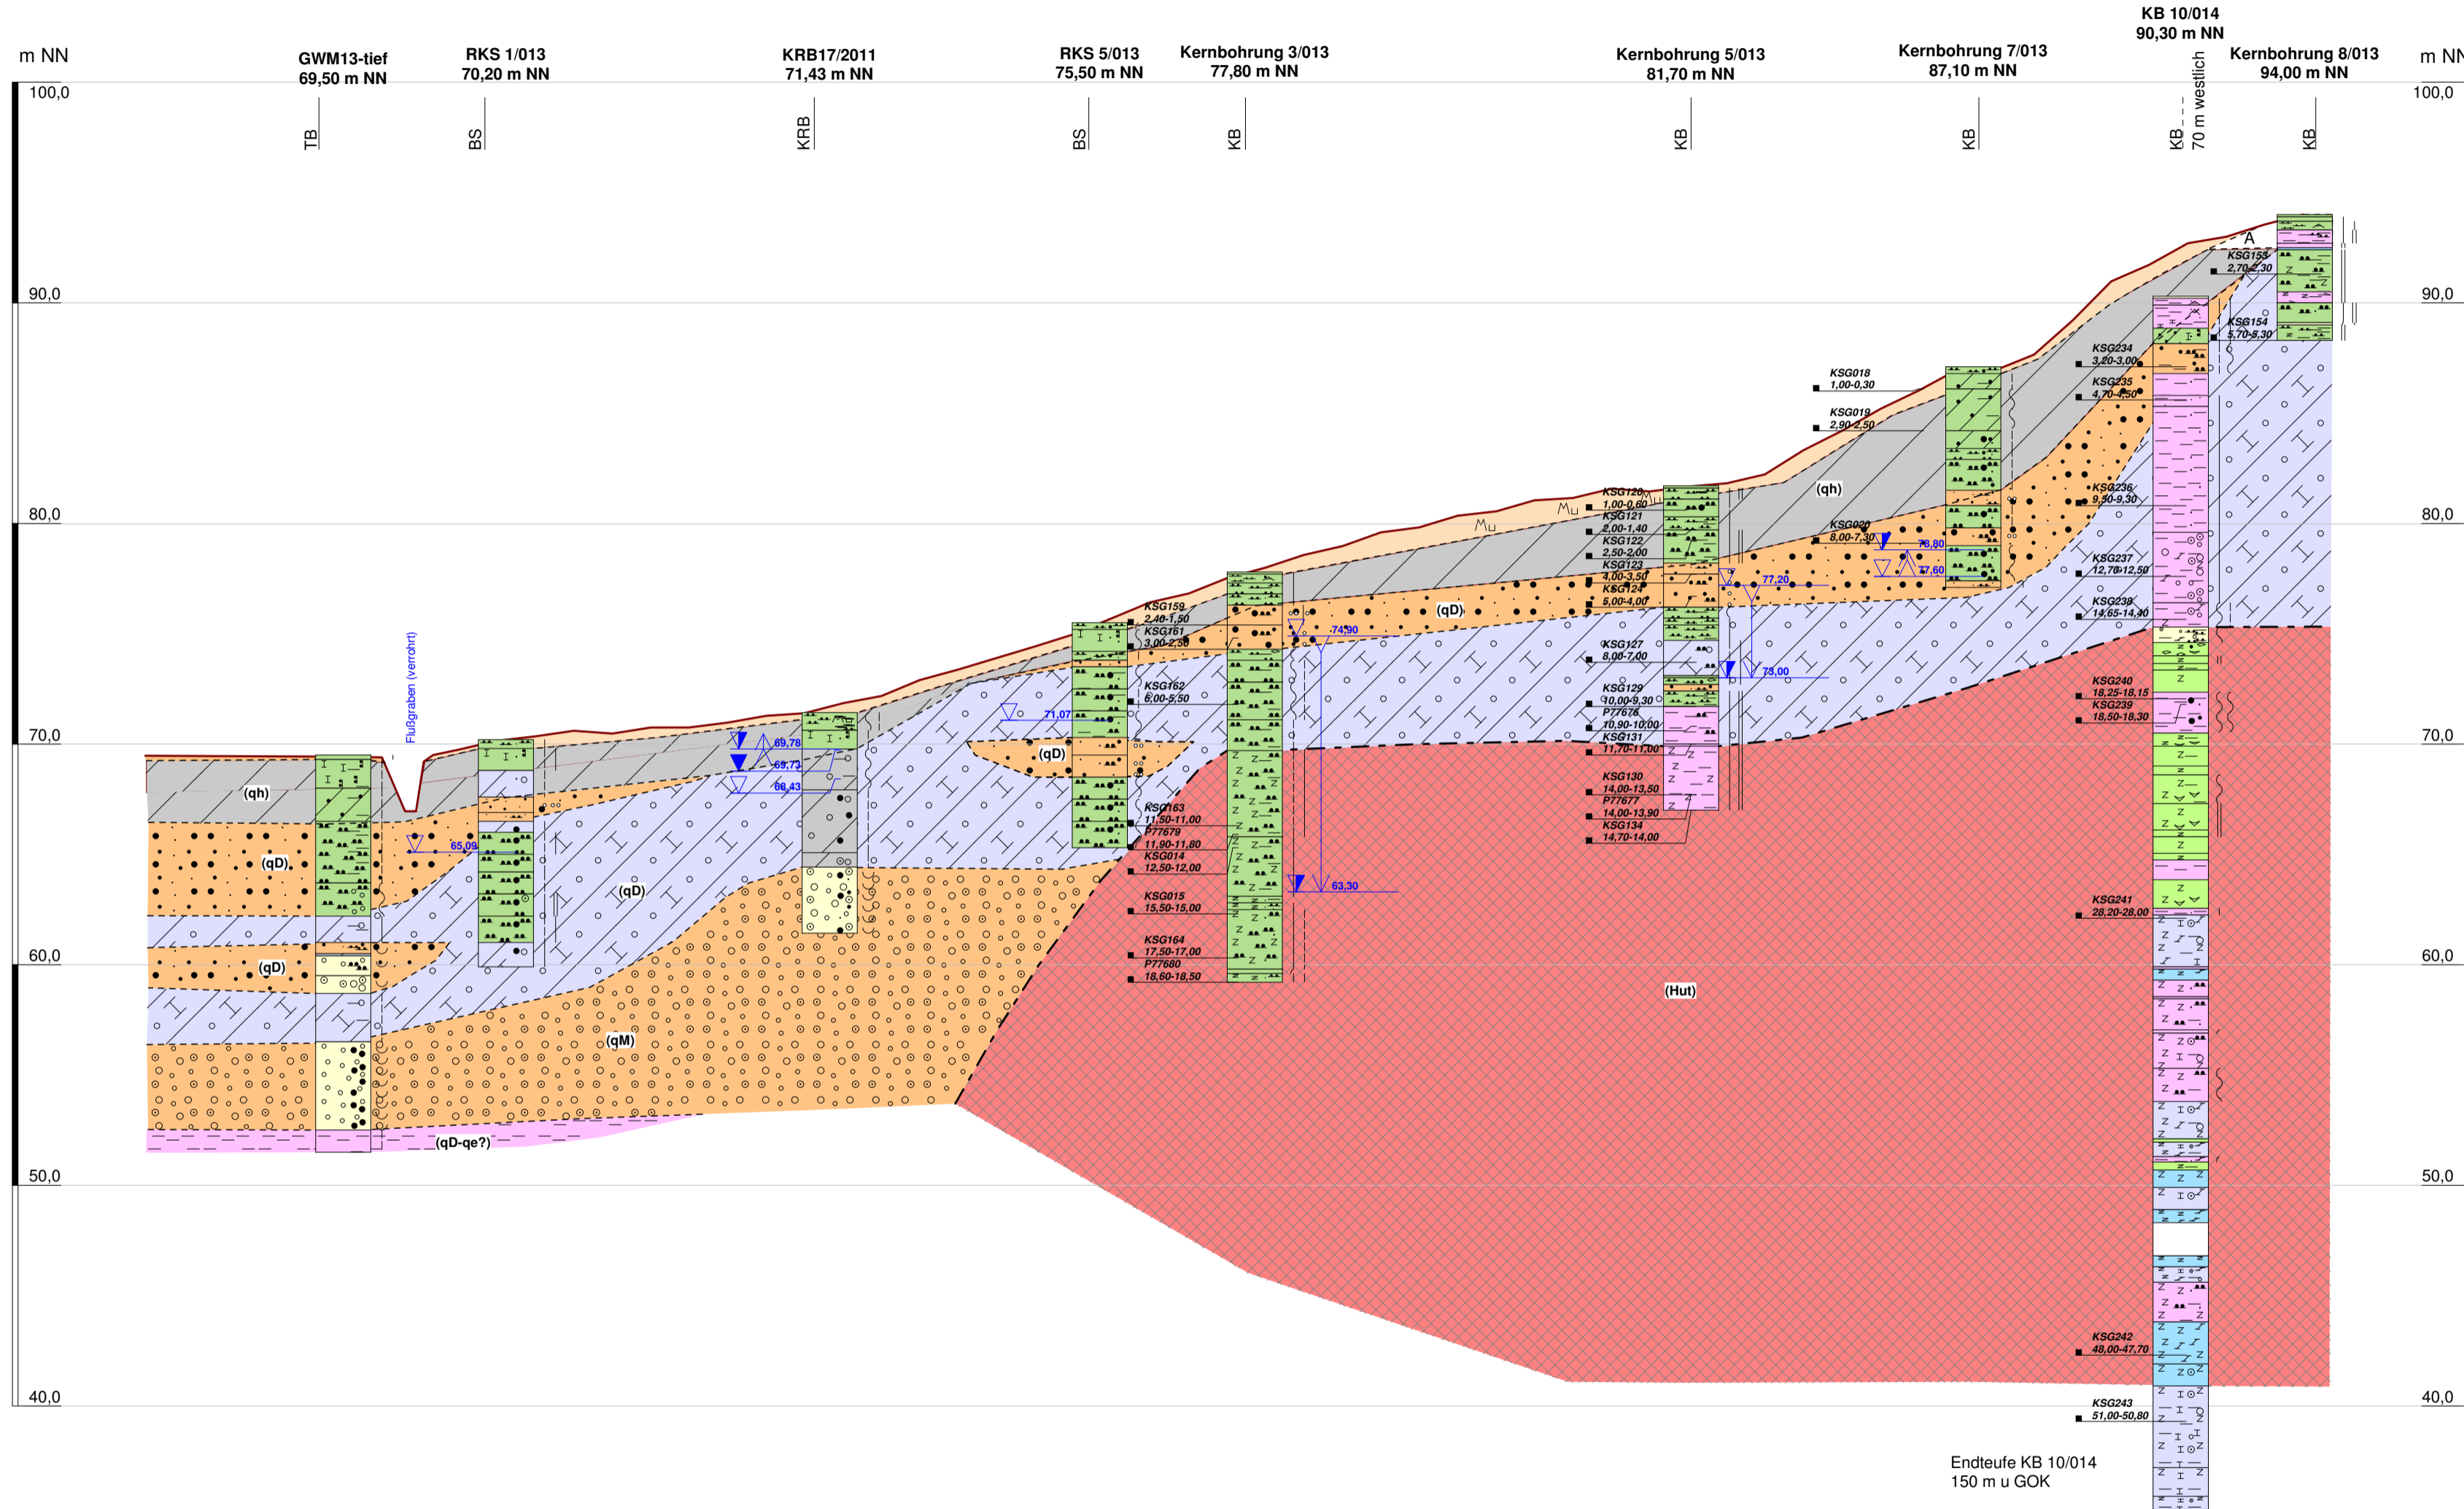 m NN
GWM13-tief
69,50 m NN
RKS 1/013
70,20 m NN
KRB17/2011
71,43 m NN
RKS 5/013
75,50 m NN
Kernbohrung 3/013
77,80 m NN
Kernbohrung 5/013
81,70 m NN
Kernbohrung 7/013
87,10 m NN
KB 10/014
90,30 m NN
Kernbohrung 8/013
94,00 m NN
m NN
100,0
100,0
TB
BS
KRB
BS
KB
KB
KB
KB
70 m westlich
KB
90,0
90,0
80,0
80,0
70,0
70,0
60,0
60,0
50,0
50,0
40,0
40,0
A
KSG153
2,70-2,30
KSG154
5,70-5,30
KSG234
3,20-3,00
KSG235
4,70-4,50
KSG236
9,50-9,30
KSG237
12,70-12,50
KSG238
14,65-14,40
KSG240
18,25-18,15
KSG239
18,50-18,30
KSG241
28,20-28,00
KSG242
48,00-47,70
KSG243
51,00-50,80
KSG018
1,00-0,30
KSG019
2,90-2,50
KSG020
8,00-7,30
78,80
77,60
(qh)
KSG120
1,00-0,60
KSG121
2,00-1,40
KSG122
2,50-2,00
KSG123
4,00-3,50
KSG124
5,00-4,00
KSG127
8,00-7,00
KSG129
10,00-9,30
P77676
10,90-10,00
KSG131
11,70-11,00
KSG130
14,00-13,50
P77677
14,00-13,90
KSG134
14,70-14,00
77,20
73,00
Mu
Mu
Mu
(qD)
KSG159
2,40-1,50
KSG161
3,00-2,50
KSG162
6,00-5,50
KSG163
11,50-11,00
P77679
11,90-11,80
KSG014
12,50-12,00
KSG015
15,50-15,00
KSG164
17,50-17,00
P77680
18,60-18,50
74,90
63,30
71,07
(qD)
69,78
69,73
68,43
Flußgraben (verrohrt)
65,09
(qh)
(qD)
(qD)
(qD)
(qM)
(qD-qe?)
(Hut)
Endteufe KB 10/014
150 m u GOK